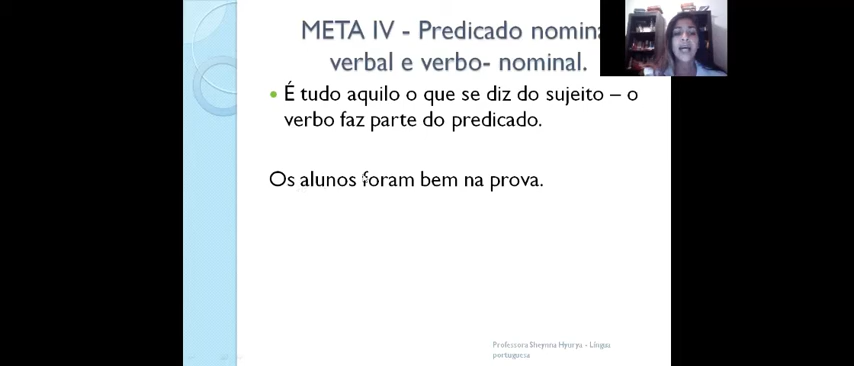 META IV - Predicado nomina
verbal e verbo- nominal.
É tudo aquilo o que se diz do sujeito – o
verbo faz parte do predicado.
Os alunos foram bem na prova.
Professora Sheynna Hyurya - Língua
portuguesa